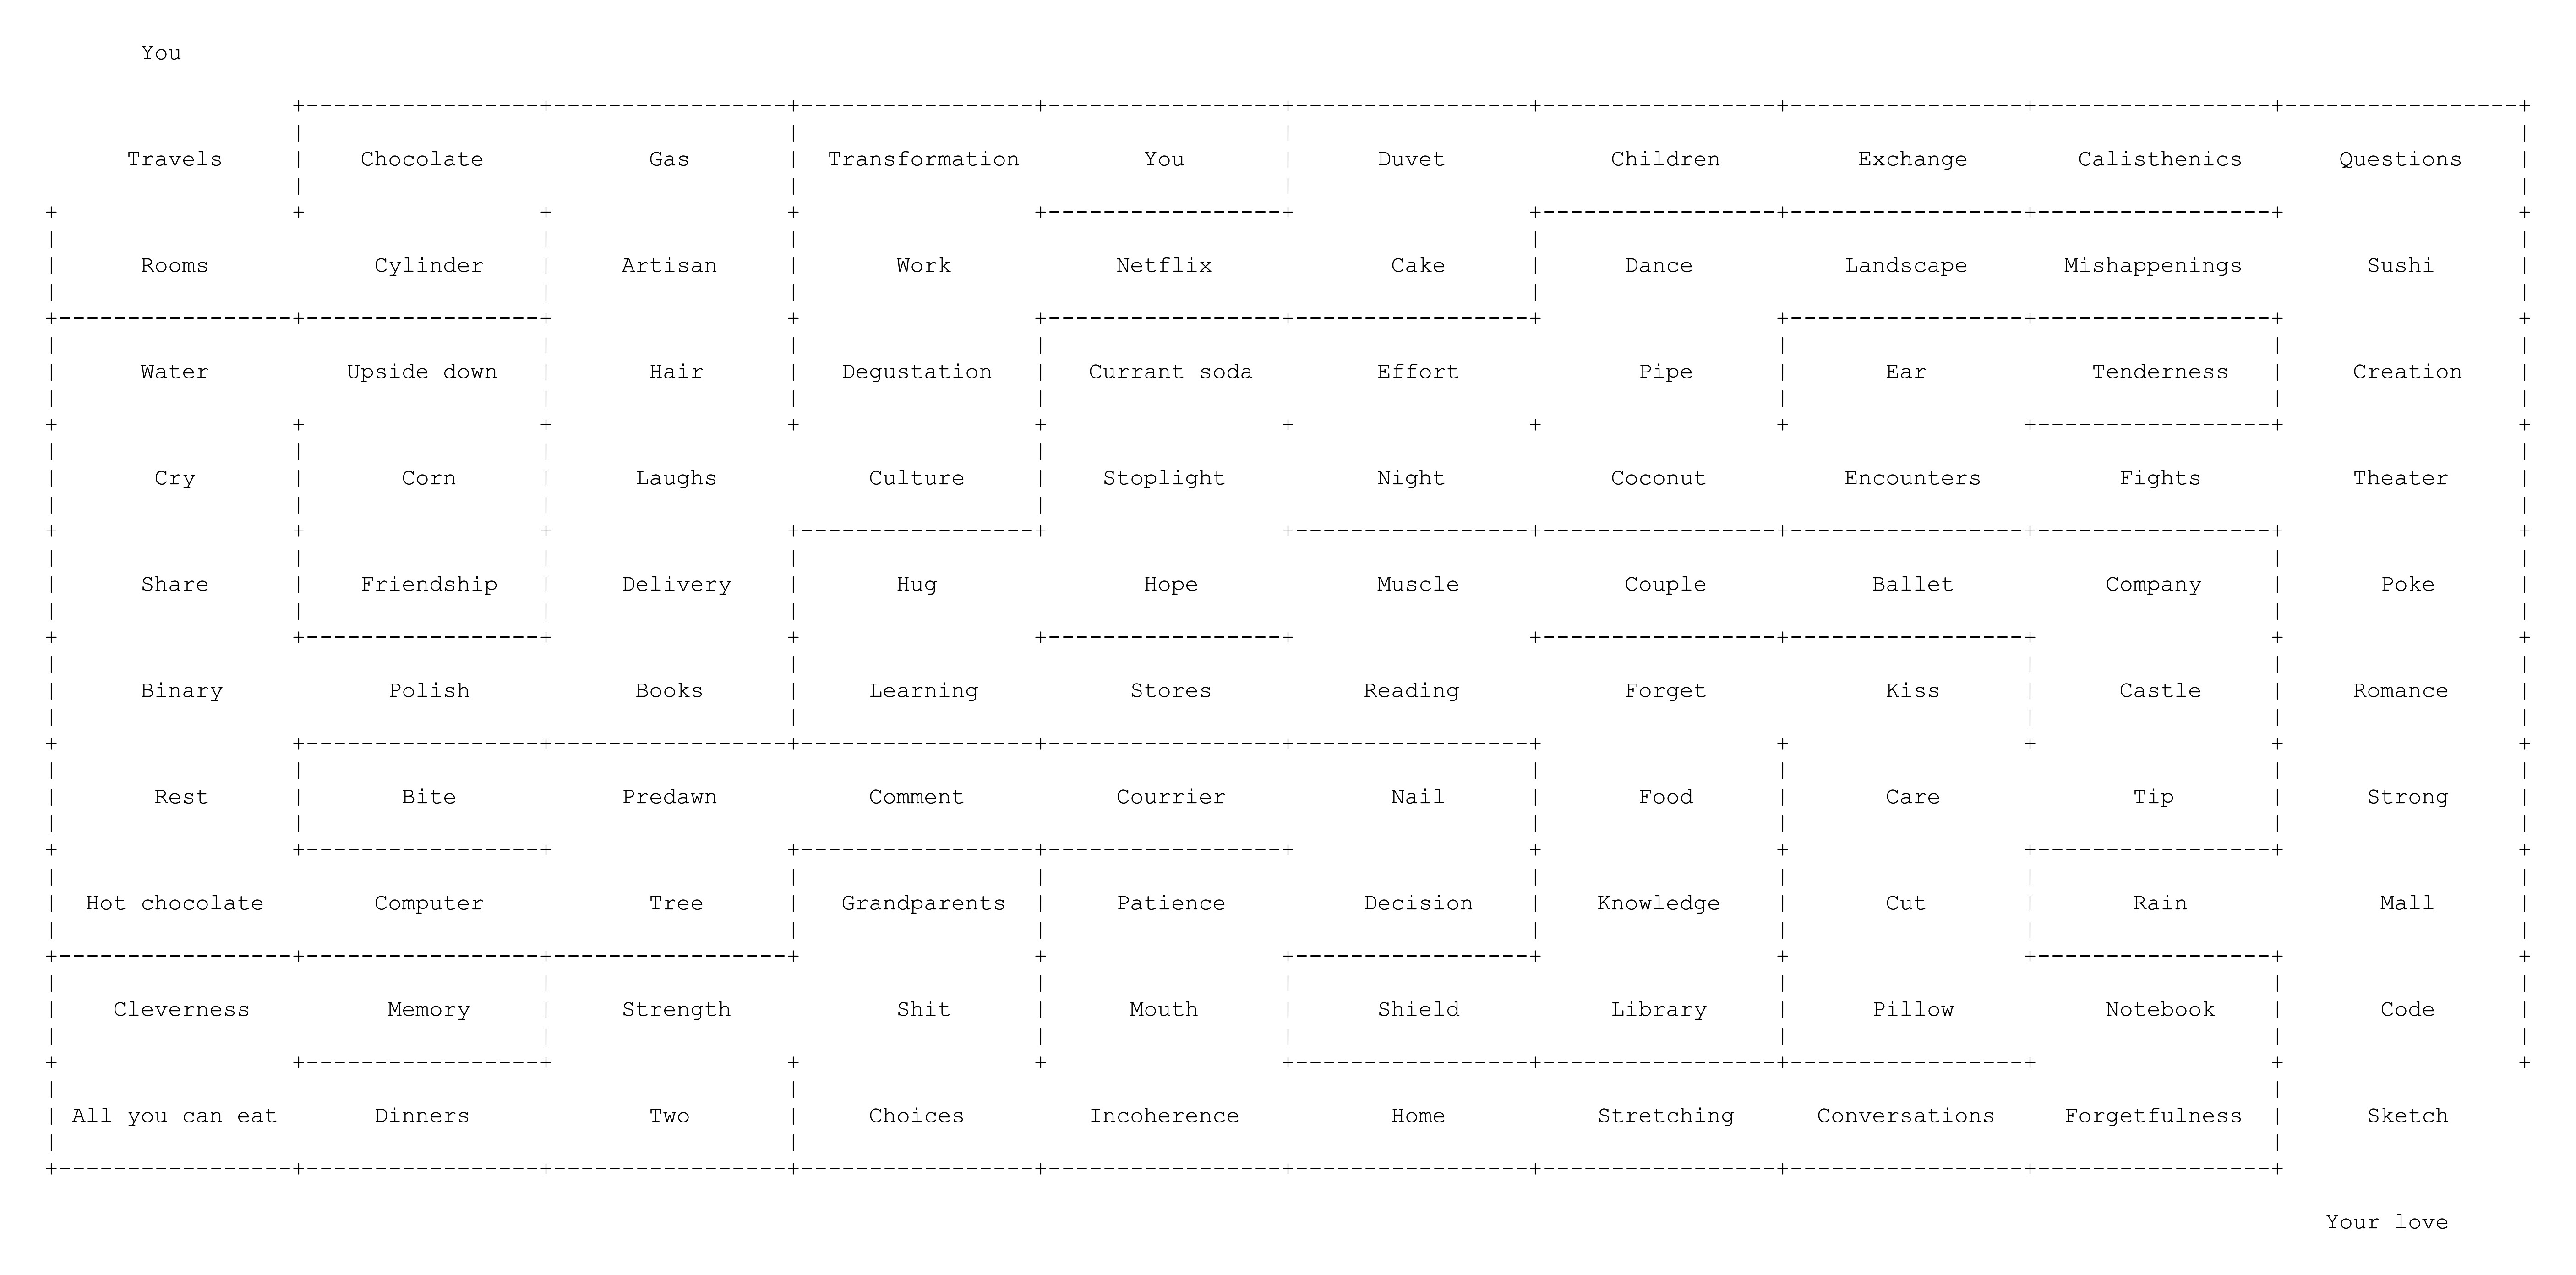 You
Travels Chocolate Gas Transformation You Duvet Children Exchange Calisthenics Questions
Rooms Cylinder Artisan Work Netflix Cake Dance Landscape Mishappenings Sushi
Water Upside down Hair Degustation Currant soda Effort Pipe Ear Tenderness Creation
Cry Corn Laughs Culture Stoplight Night Coconut Encounters Fights Theater
Share Friendship Delivery Hug Hope Muscle Couple Ballet Company Poke
Binary Polish Books Learning Stores Reading Forget Kiss Castle Romance
Rest Bite Predawn Comment Courrier Nail Food Care Tip Strong
Hot chocolate Computer Tree Grandparents Patience Decision Knowledge Cut Rain Mall
Cleverness Memory Strength Shit Mouth Shield Library Pillow Notebook Code
All you can eat Dinners Two Choices Incoherence Home Stretching Conversations Forgetfulness Sketch
Your love